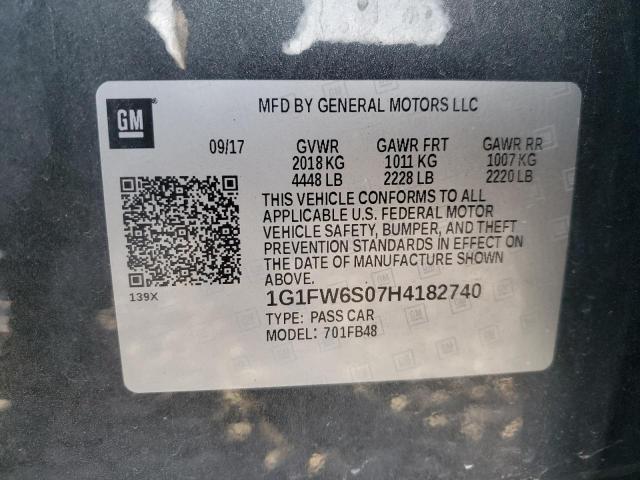 GM
MFD BY GENERAL MOTORS LLC
09/17 GVWR GAWR FRT GAWR RR
2018 KG 1011 KG 1007 KG
4448 LB 2228 LB 2220 LB
THIS VEHICLE CONFORMS TO ALL
APPLICABLE U.S. FEDERAL MOTOR
VEHICLE SAFETY, BUMPER, AND THEFT
PREVENTION STANDARDS IN EFFECT ON
THE DATE OF MANUFACTURE SHOWN
ABOVE.
139X
1G1FW6S07H4182740
TYPE: PASS CAR
MODEL: 701FB48